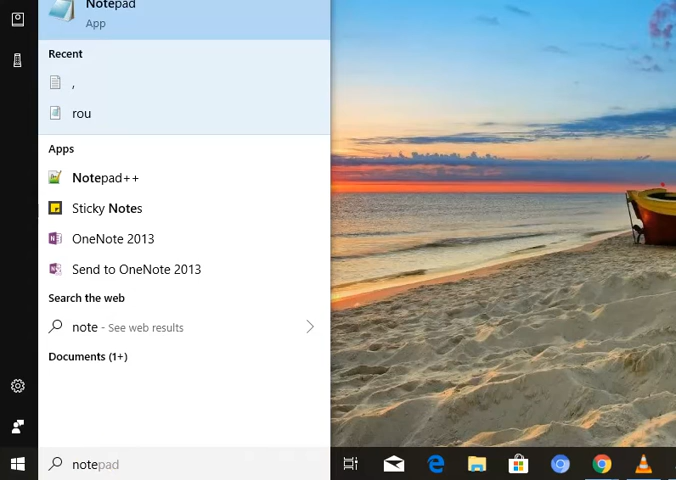 Notepad
App
Recent
,
rou
Apps
Notepad++
Sticky Notes
OneNote 2013
Send to OneNote 2013
Search the web
note - See web results
Documents (1+)
notepad